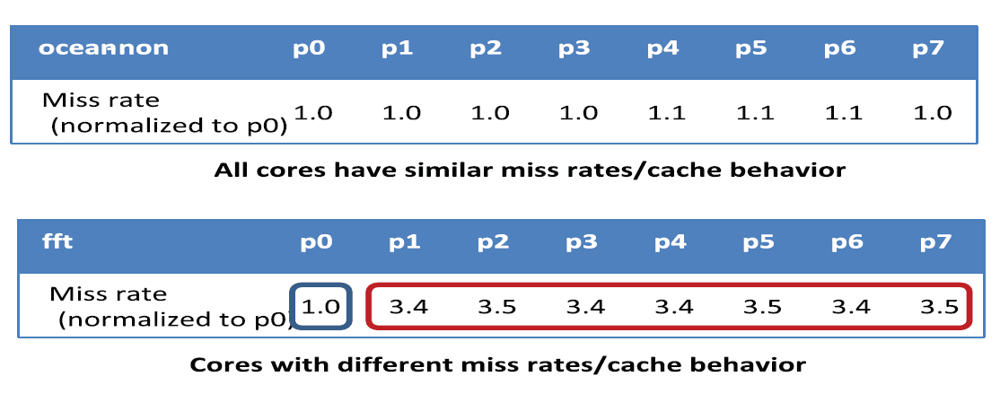 ocean-non p0 p1 p2 p3 p4 p5 p6 p7
Miss rate
(normalized to p0) 1.0 1.0 1.0 1.0 1.1 1.1 1.1 1.0
All cores have similar miss rates/cache behavior
fft p0 p1 p2 p3 p4 p5 p6 p7
Miss rate
(normalized to p0) 1.0 3.4 3.5 3.4 3.4 3.5 3.4 3.5
Cores with different miss rates/cache behavior